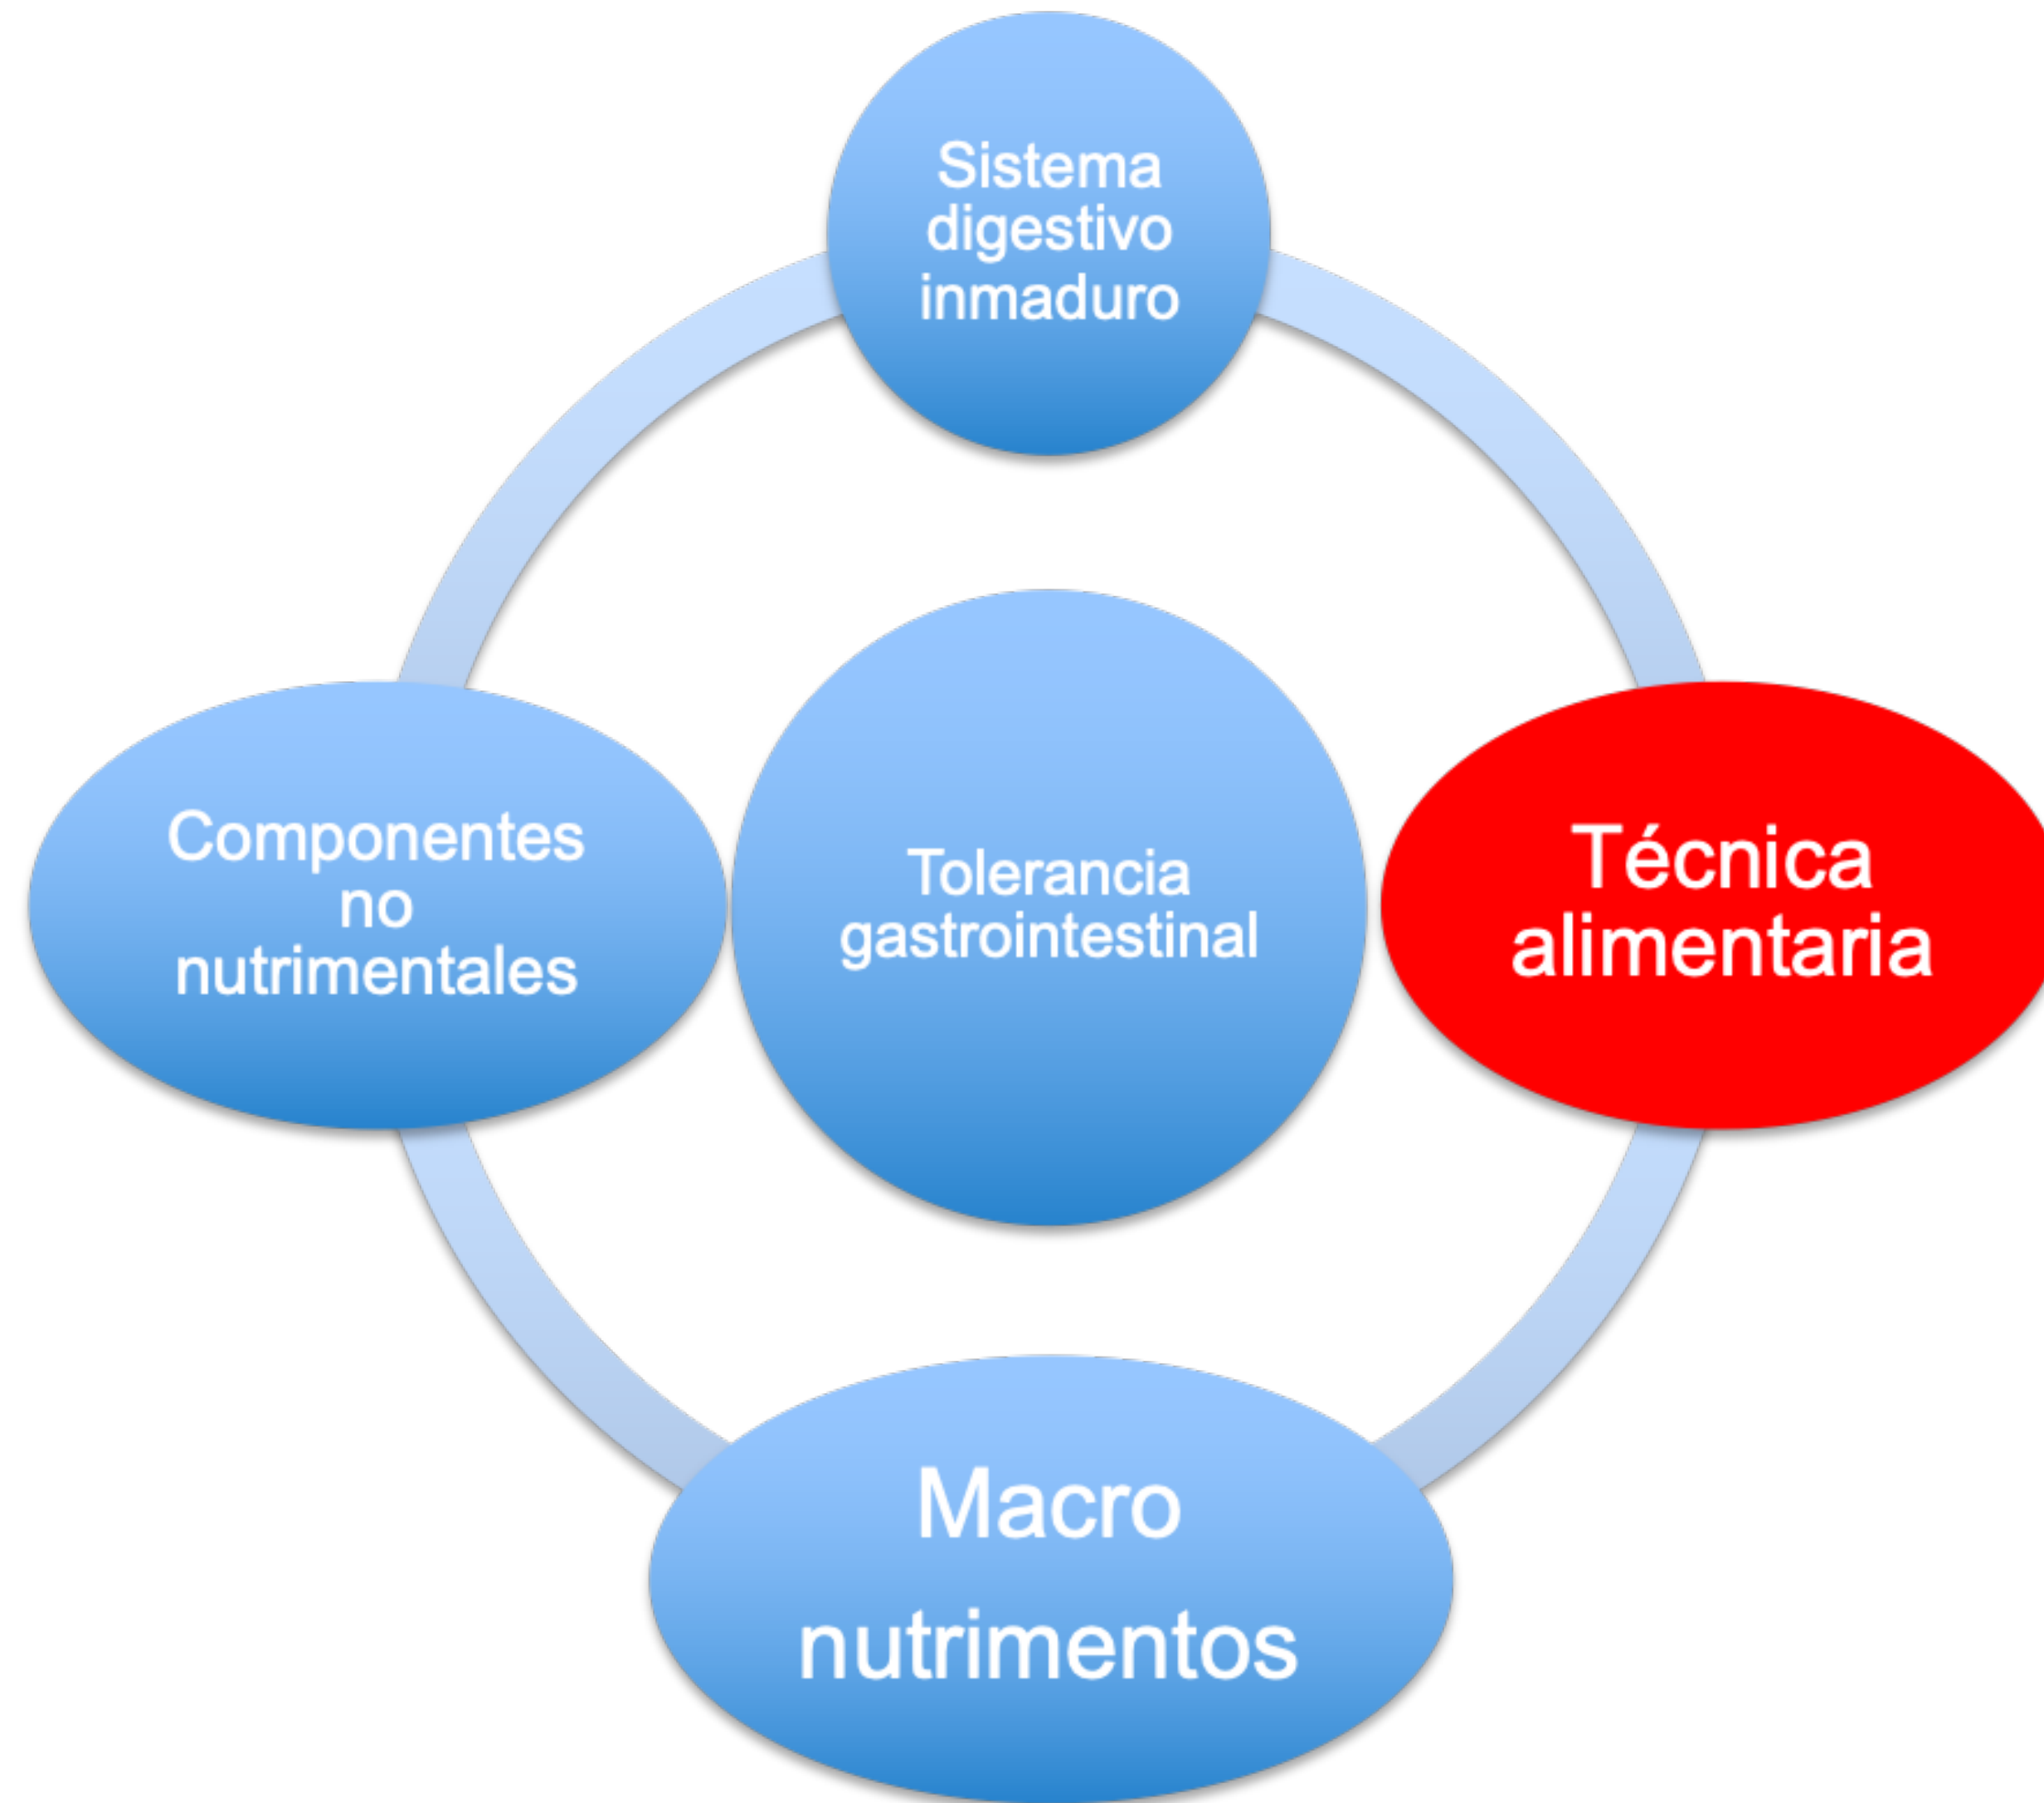 Sistema
digestivo
inmaduro
Componentes
no
nutrimentales
Tolerancia
gastrointestinal
Técnica
alimentaria
Macro
nutrimentos